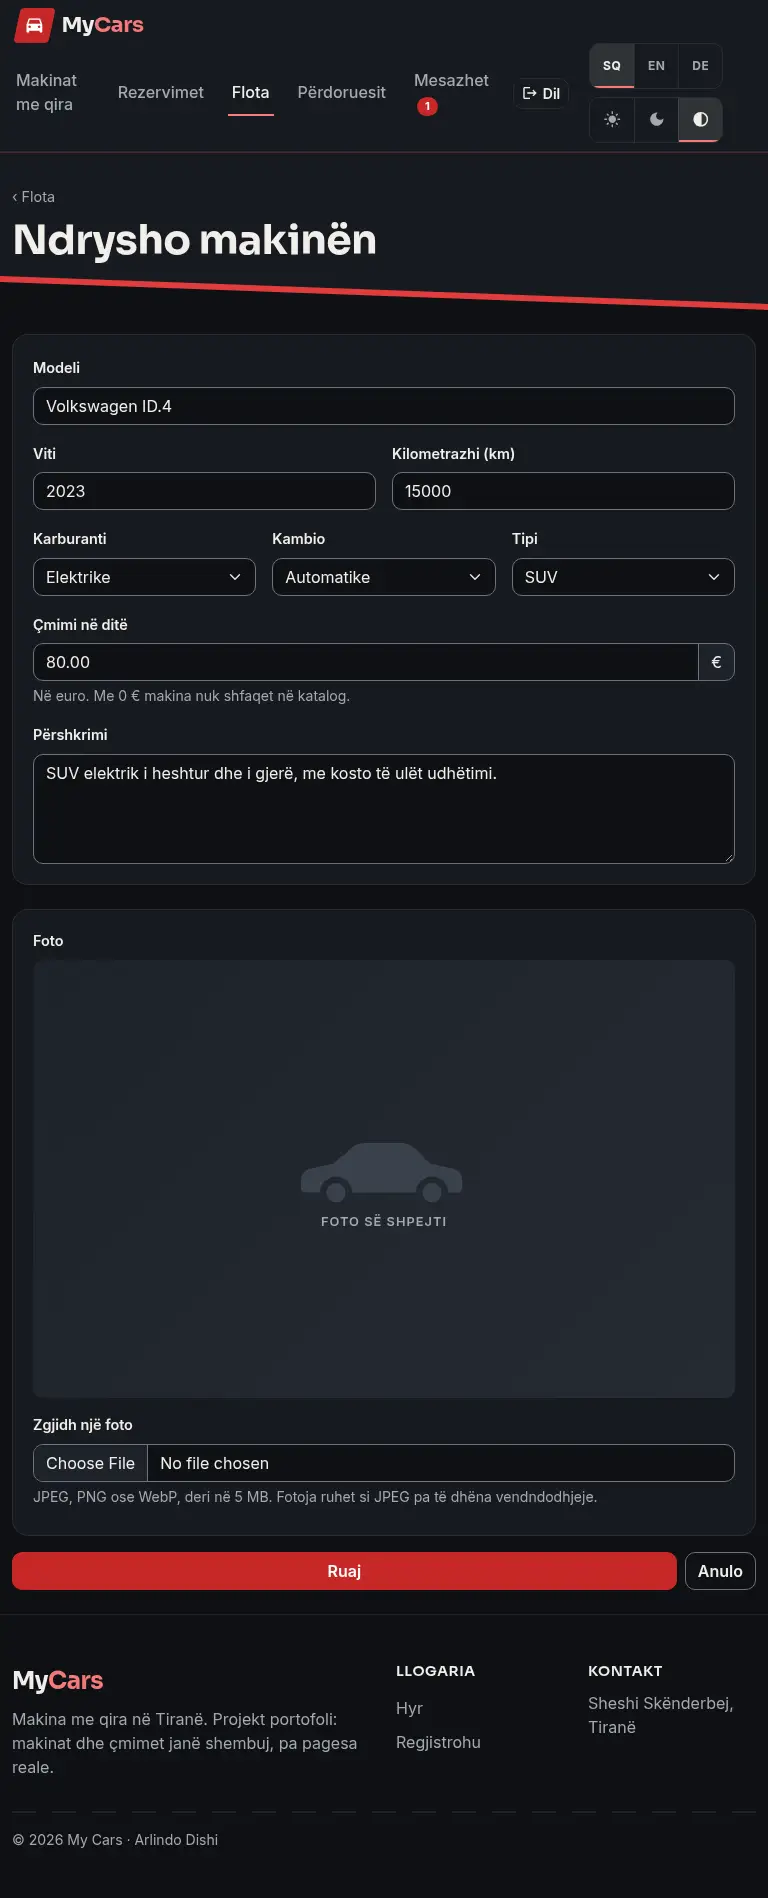 MyCars
Makinat me qira
Rezervimet
Flota
Përdoruesit
Mesazhet 1
Dil
SQ EN DE
‹ Flota
Ndrysho makinën
Modeli
Volkswagen ID.4
Viti
2023
Kilometrazhi (km)
15000
Karburanti
Elektrike
Kambio
Automatike
Tipi
SUV
Çmimi në ditë
80.00 €
Në euro. Me 0 € makina nuk shfaqet në katalog.
Përshkrimi
SUV elektrik i heshtur dhe i gjerë, me kosto të ulët udhëtimi.
Foto
FOTO SË SHPEJTI
Zgjidh një foto
Choose File No file chosen
JPEG, PNG ose WebP, deri në 5 MB. Fotoja ruhet si JPEG pa të dhëna vendndodhjeje.
Ruaj
Anulo
MyCars
Makina me qira në Tiranë. Projekt portofoli:
makinat dhe çmimet janë shembuj, pa pagesa
reale.
LLOGARIA
Hyr
Regjistrohu
KONTAKT
Sheshi Skënderbej,
Tiranë
© 2026 My Cars · Arlindo Dishi